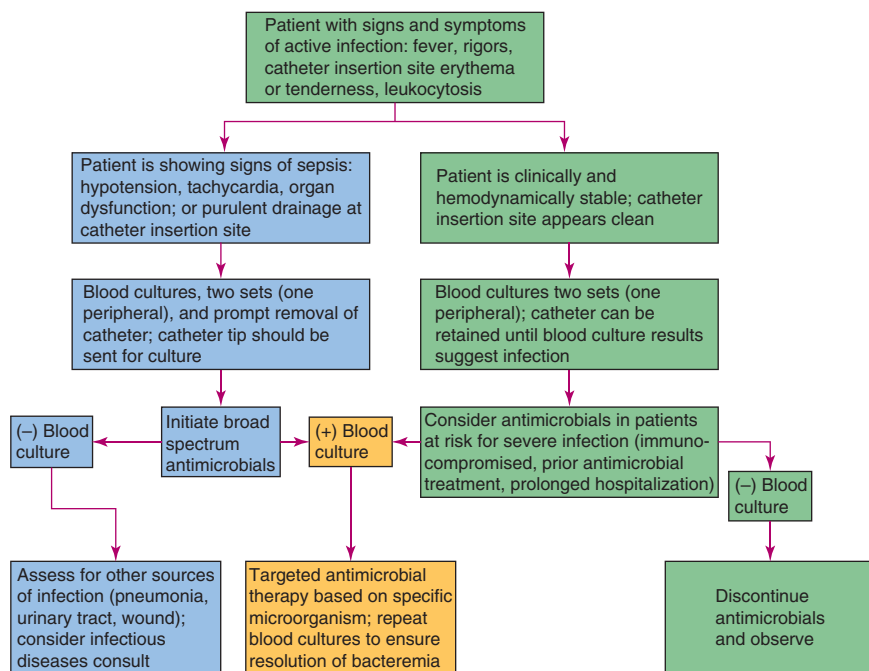 Patient with signs and symptoms
of active infection: fever, rigors,
catheter insertion site erythema
or tenderness, leukocytosis
Patient is showing signs of sepsis:
hypotension, tachycardia, organ
dysfunction; or purulent drainage at
catheter insertion site
Patient is clinically and
hemodynamically stable; catheter
insertion site appears clean
Blood cultures, two sets (one
peripheral), and prompt removal of
catheter; catheter tip should be
sent for culture
Blood cultures two sets (one
peripheral); catheter can be
retained until blood culture results
suggest infection
(–) Blood
culture
Initiate broad
spectrum
antimicrobials
(+) Blood
culture
Consider antimicrobials in patients
at risk for severe infection (immuno-
compromised, prior antimicrobial
treatment, prolonged hospitalization)
(–) Blood
culture
Assess for other sources
of infection (pneumonia,
urinary tract, wound);
consider infectious
diseases consult
Targeted antimicrobial
therapy based on specific
microorganism; repeat
blood cultures to ensure
resolution of bacteremia
Discontinue
antimicrobials
and observe